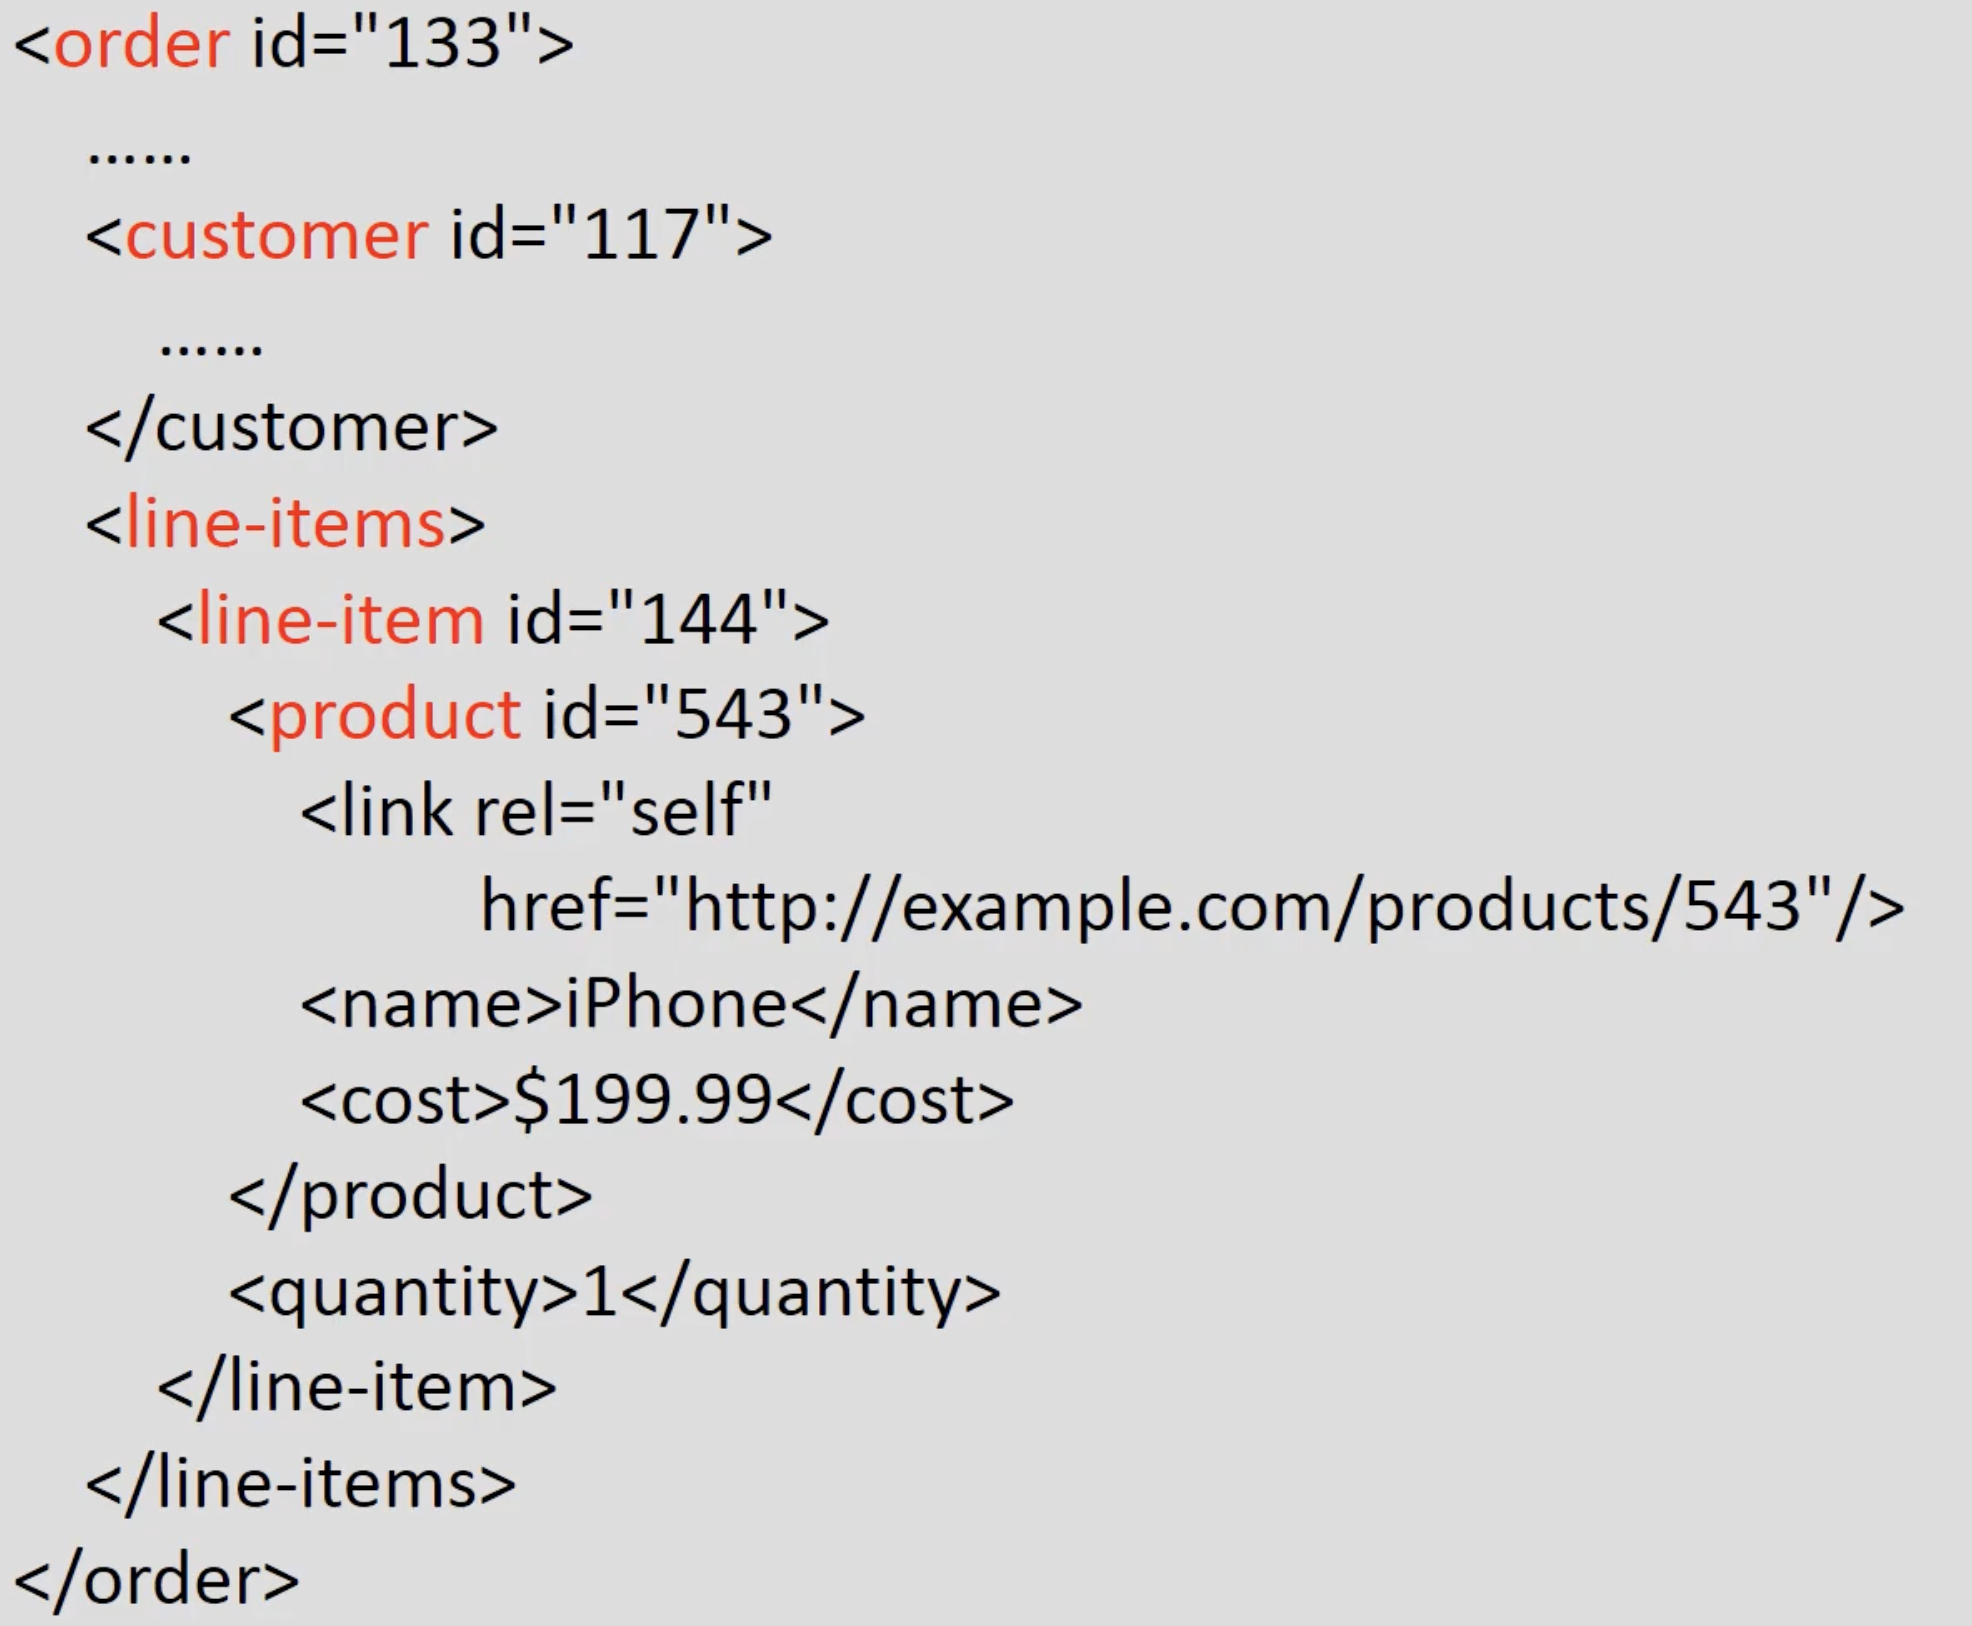 <order id="133">
......
<customer id="117">
......
</customer>
<line-items>
<line-item id="144">
<product id="543">
<link rel="self"
href="http://example.com/products/543"/>
<name>iPhone</name>
<cost>$199.99</cost>
</product>
<quantity>1</quantity>
</line-item>
</line-items>
</order>